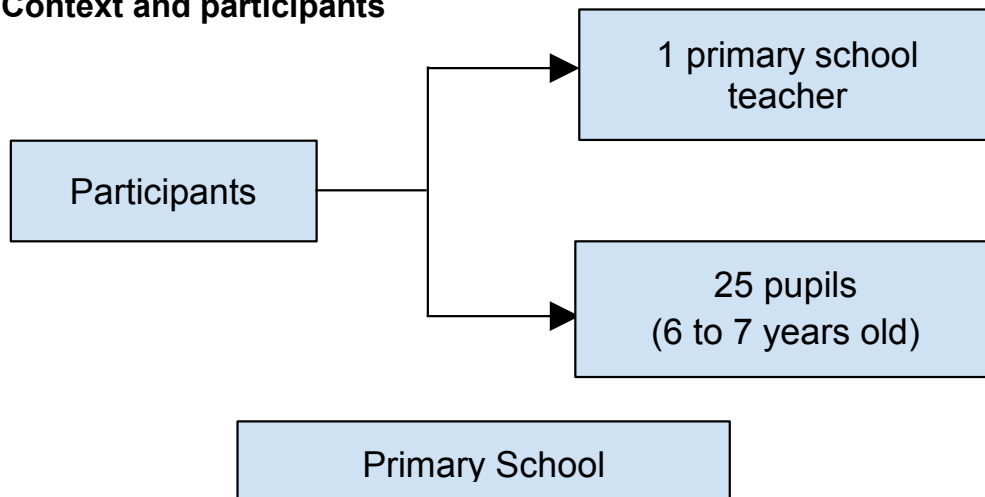 Context and participants
1 primary school
teacher
Participants
25 pupils
(6 to 7 years old)
Primary School